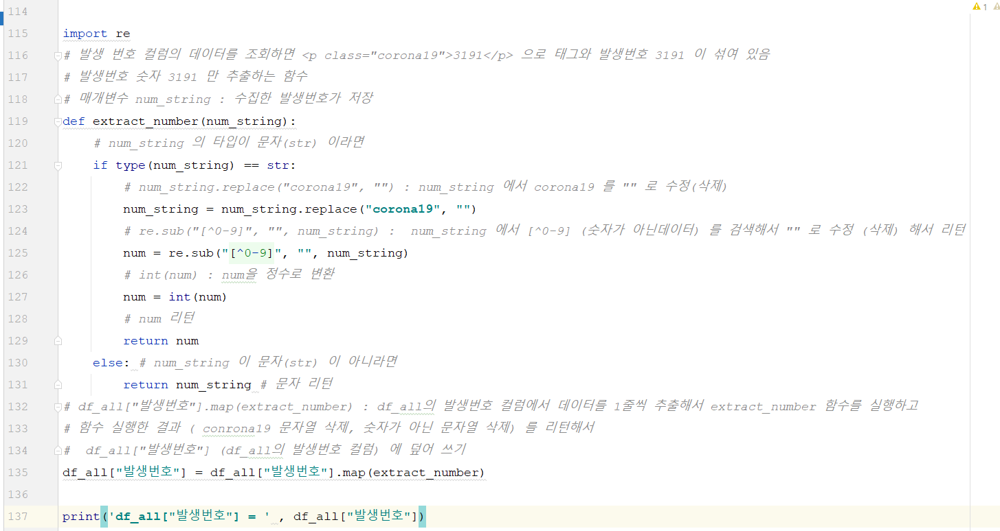 114
115 import re
116 # 발생 번호 컬럼의 데이터를 조회하면 <p class="corona19">3191</p> 으로 태그와 발생번호 3191 이 섞여 있음
117 # 발생번호 숫자 3191 만 추출하는 함수
118 # 매개변수 num_string : 수집한 발생번호가 저장
119 def extract_number(num_string):
120     # num_string 의 타입이 문자(str) 이라면
121     if type(num_string) == str:
122         # num_string.replace("corona19", "") : num_string 에서 corona19 를 "" 로 수정(삭제)
123         num_string = num_string.replace("corona19", "")
124         # re.sub("[^0-9]", "", num_string) :  num_string 에서 [^0-9] (숫자가 아닌데이터) 를 검색해서 "" 로 수정 (삭제) 해서 리턴
125         num = re.sub("[^0-9]", "", num_string)
126         # int(num) : num을 정수로 변환
127         num = int(num)
128         # num 리턴
129         return num
130     else: # num_string 이 문자(str) 이 아니라면
131         return num_string # 문자 리턴
132 # df_all["발생번호"].map(extract_number) : df_all의 발생번호 컬럼에서 데이터를 1줄씩 추출해서 extract_number 함수를 실행하고
133 # 함수 실행한 결과 ( conrona19 문자열 삭제, 숫자가 아닌 문자열 삭제) 를 리턴해서
134 #  df_all["발생번호"] (df_all의 발생번호 컬럼) 에 덮어 쓰기
135 df_all["발생번호"] = df_all["발생번호"].map(extract_number)
136
137 print('df_all["발생번호"] = ' , df_all["발생번호"])
1